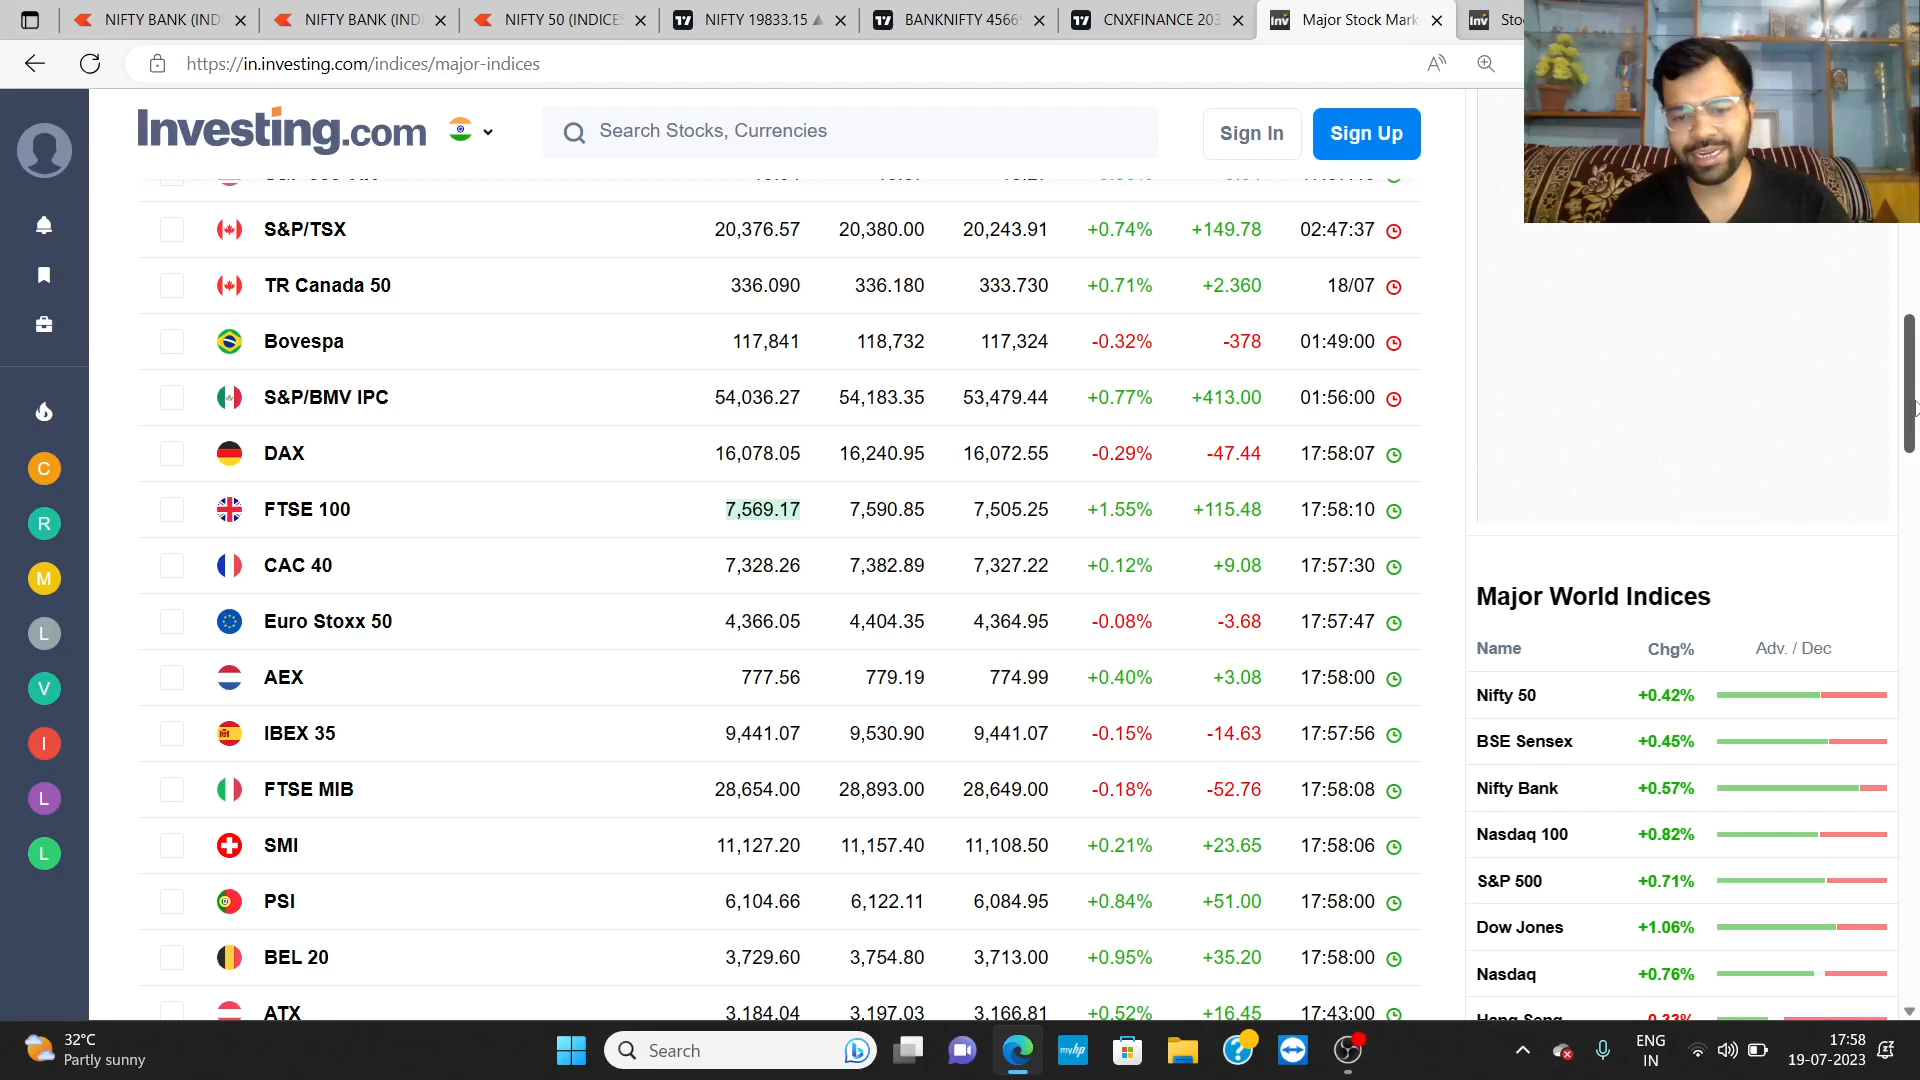 NIFTY BANK (INDI
NIFTY BANK (INDI
NIFTY 50 (INDICES
NIFTY 19833.15 ▲
BANKNIFTY 4566
CNXFINANCE 203
Major Stock Mark
Sto
https://in.investing.com/indices/major-indices
Investing.com
Search Stocks, Currencies
Sign In
Sign Up
S&P/TSX 20,376.57 20,380.00 20,243.91 +0.74% +149.78 02:47:37
TR Canada 50 336.090 336.180 333.730 +0.71% +2.360 18/07
Bovespa 117,841 118,732 117,324 -0.32% -378 01:49:00
S&P/BMV IPC 54,036.27 54,183.35 53,479.44 +0.77% +413.00 01:56:00
DAX 16,078.05 16,240.95 16,072.55 -0.29% -47.44 17:58:07
FTSE 100 7,569.17 7,590.85 7,505.25 +1.55% +115.48 17:58:10
CAC 40 7,328.26 7,382.89 7,327.22 +0.12% +9.08 17:57:30
Euro Stoxx 50 4,366.05 4,404.35 4,364.95 -0.08% -3.68 17:57:47
AEX 777.56 779.19 774.99 +0.40% +3.08 17:58:00
IBEX 35 9,441.07 9,530.90 9,441.07 -0.15% -14.63 17:57:56
FTSE MIB 28,654.00 28,893.00 28,649.00 -0.18% -52.76 17:58:08
SMI 11,127.20 11,157.40 11,108.50 +0.21% +23.65 17:58:06
PSI 6,104.66 6,122.11 6,084.95 +0.84% +51.00 17:58:00
BEL 20 3,729.60 3,754.80 3,713.00 +0.95% +35.20 17:58:00
ATX 3,184.04 3,197.03 3,166.81 +0.52% +16.45 17:43:00
C
R
M
L
V
I
L
L
Major World Indices
Name Chg% Adv. / Dec
Nifty 50 +0.42%
BSE Sensex +0.45%
Nifty Bank +0.57%
Nasdaq 100 +0.82%
S&P 500 +0.71%
Dow Jones +1.06%
Nasdaq +0.76%
Hang Seng -0.33%
32°C
Partly sunny
Search
myhp
ENG
IN
17:58
19-07-2023